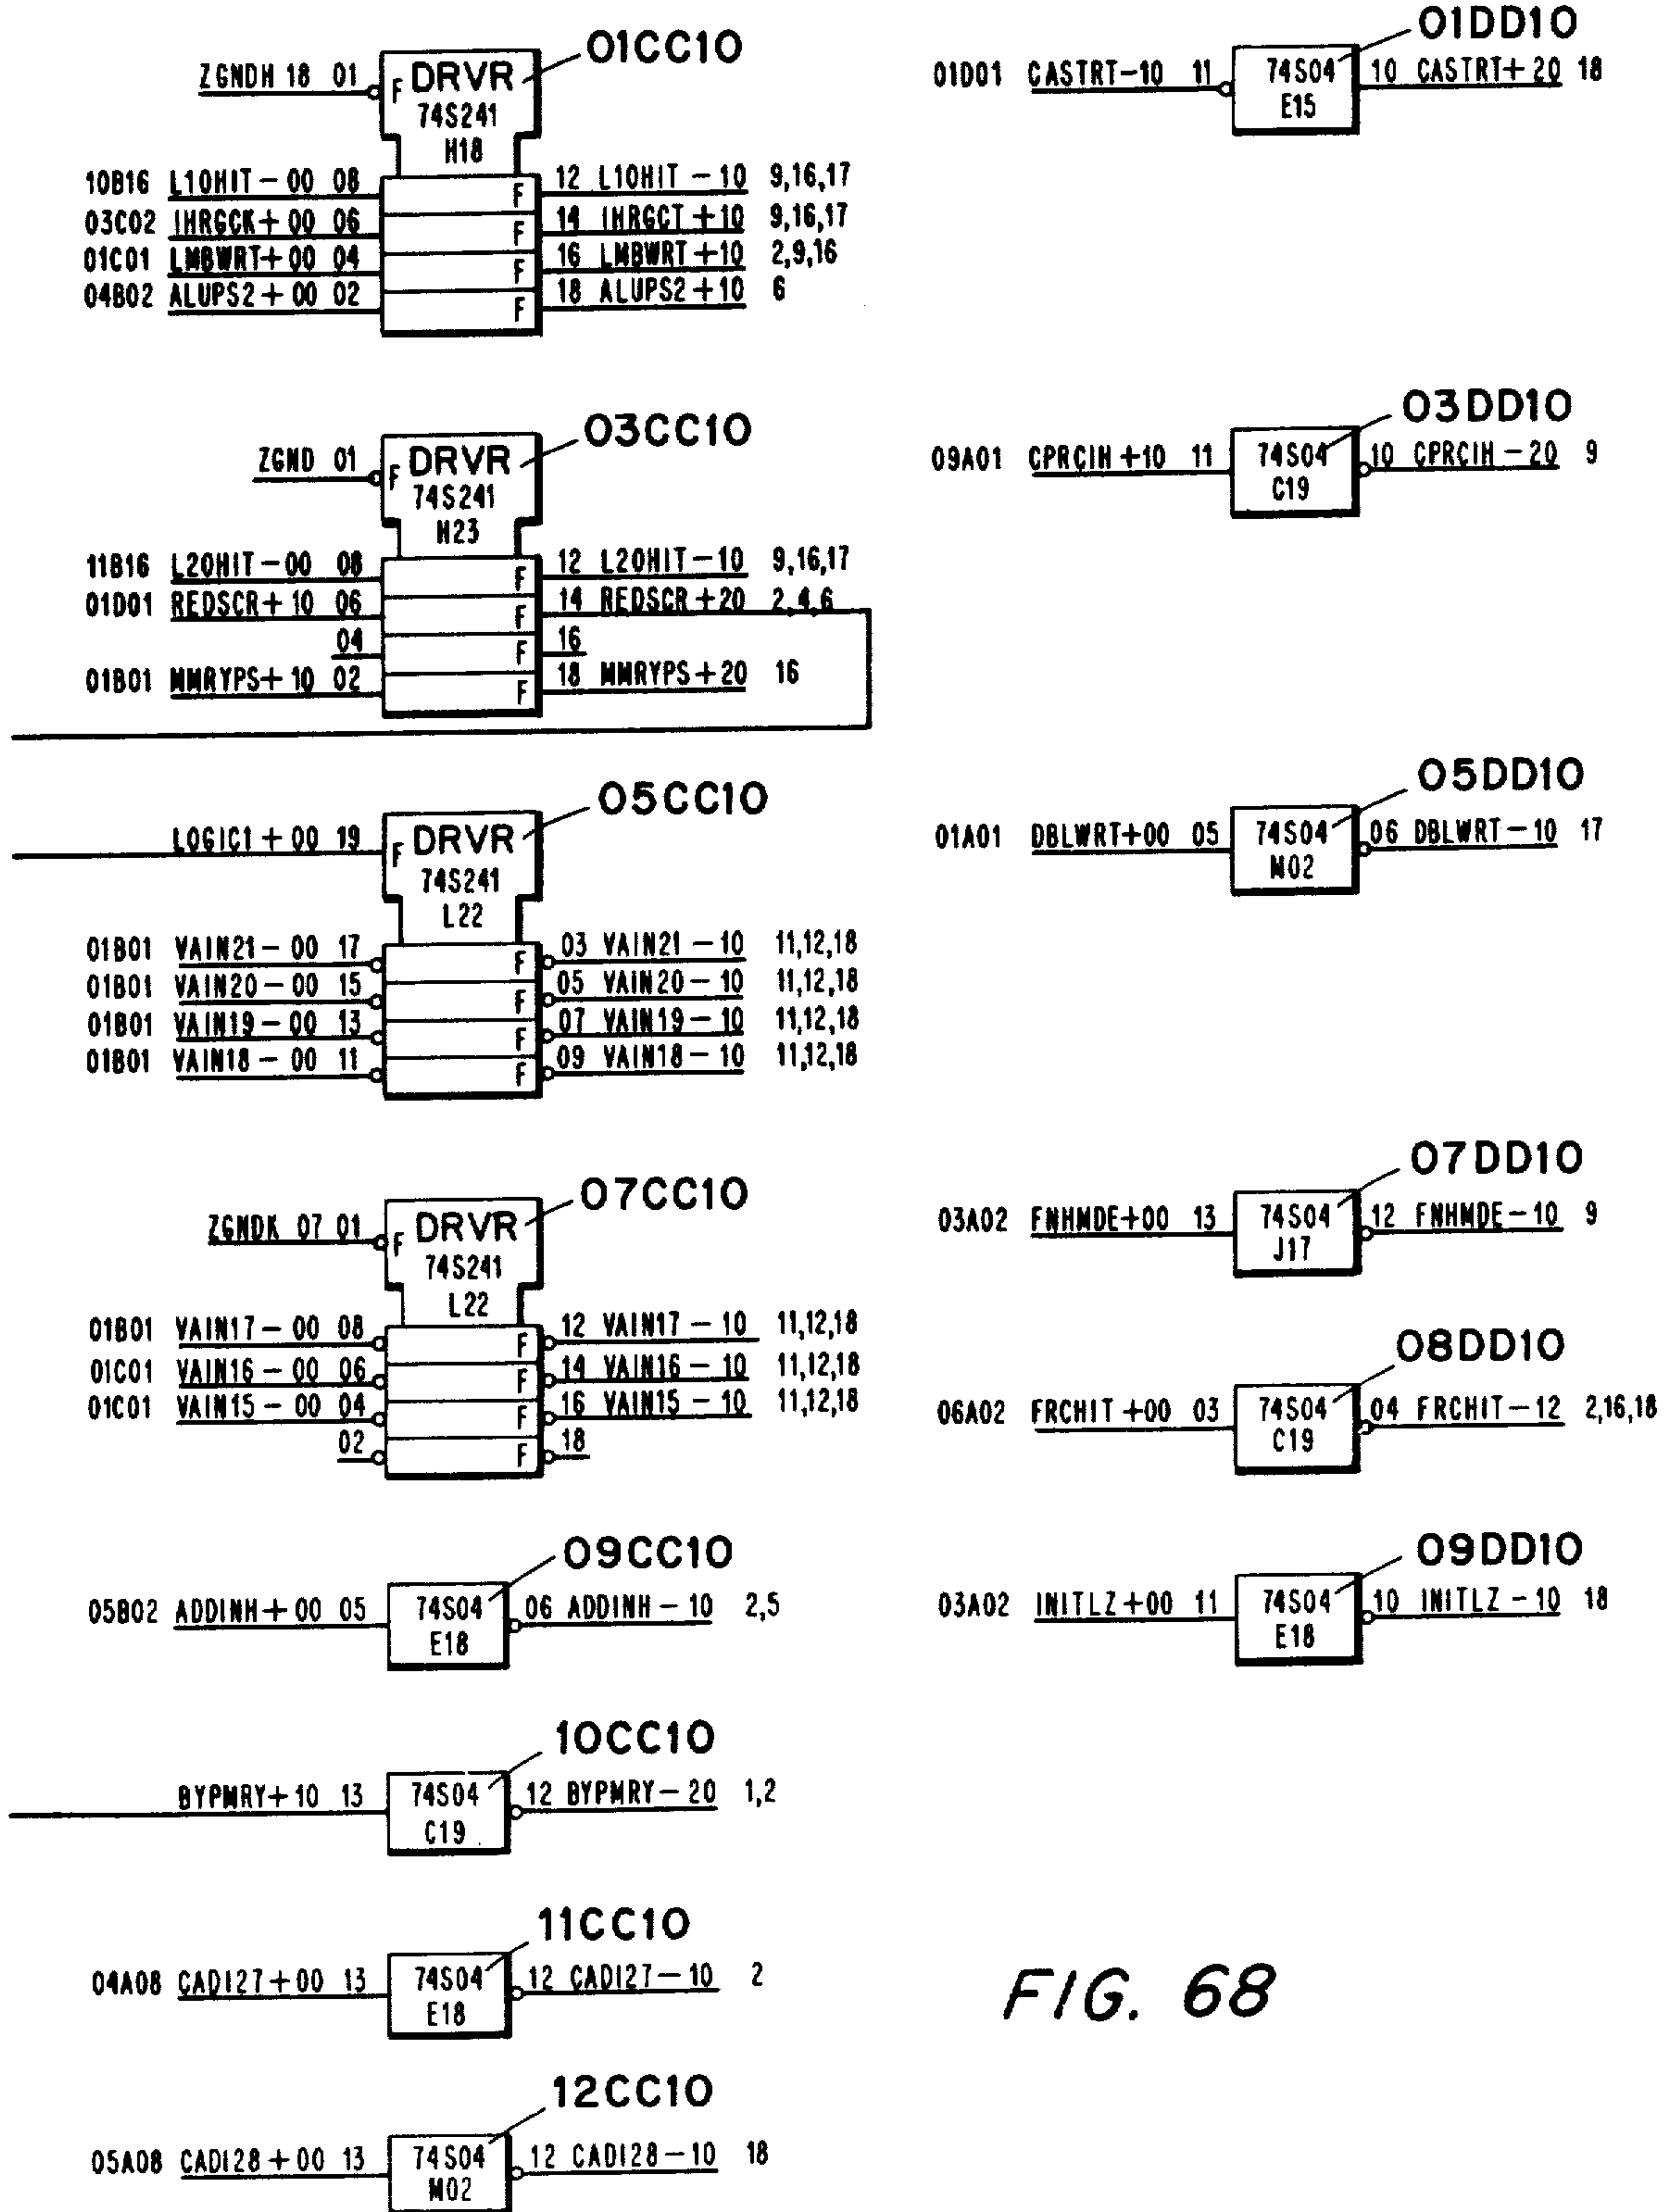 01CC10
ZGNDH 18 01
F DRVR
74S241
H18
10B16 L10HIT-00 08 F 12 L10HIT-10 9,16,17
03C02 IHRGCK+00 06 F 14 IHRGCT+10 9,16,17
01C01 LMBWRT+00 04 F 16 LMBWRT+10 2,9,16
04B02 ALUPS2+00 02 F 18 ALUPS2+10 6
03CC10
ZGND 01
F DRVR
74S241
H23
11B16 L20HIT-00 08 F 12 L20HIT-10 9,16,17
01D01 REDSCR+10 06 F 14 REDSCR+20 2,4,6
04 F 16
01B01 MMRYPS+10 02 F 18 MMRYPS+20 16
05CC10
LOGIC1+00 19
F DRVR
74S241
L22
01B01 VAIN21-00 17 F 03 VAIN21-10 11,12,18
01B01 VAIN20-00 15 F 05 VAIN20-10 11,12,18
01B01 VAIN19-00 13 F 07 VAIN19-10 11,12,18
01B01 VAIN18-00 11 F 09 VAIN18-10 11,12,18
07CC10
ZGNDK 07 01
F DRVR
74S241
L22
01B01 VAIN17-00 08 F 12 VAIN17-10 11,12,18
01C01 VAIN16-00 06 F 14 VAIN16-10 11,12,18
01C01 VAIN15-00 04 F 16 VAIN15-10 11,12,18
02 F 18
09CC10
05B02 ADDINH+00 05 74S04 06 ADDINH-10 2,5
E18
10CC10
BYPMRY+10 13 74S04 12 BYPMRY-20 1,2
C19
11CC10
04A08 CADI27+00 13 74S04 12 CADI27-10 2
E18
12CC10
05A08 CADI28+00 13 74S04 12 CADI28-10 18
M02
01DD10
01D01 CASTRT-10 11 74S04 10 CASTRT+20 18
E15
03DD10
09A01 CPRCIH+10 11 74S04 10 CPRCIH-20 9
C19
05DD10
01A01 DBLWRT+00 05 74S04 06 DBLWRT-10 17
M02
07DD10
03A02 FNHMDE+00 13 74S04 12 FNHMDE-10 9
J17
08DD10
06A02 FRCHIT+00 03 74S04 04 FRCHIT-12 2,16,18
C19
09DD10
03A02 INITLZ+00 11 74S04 10 INITLZ-10 18
E18
FIG. 68